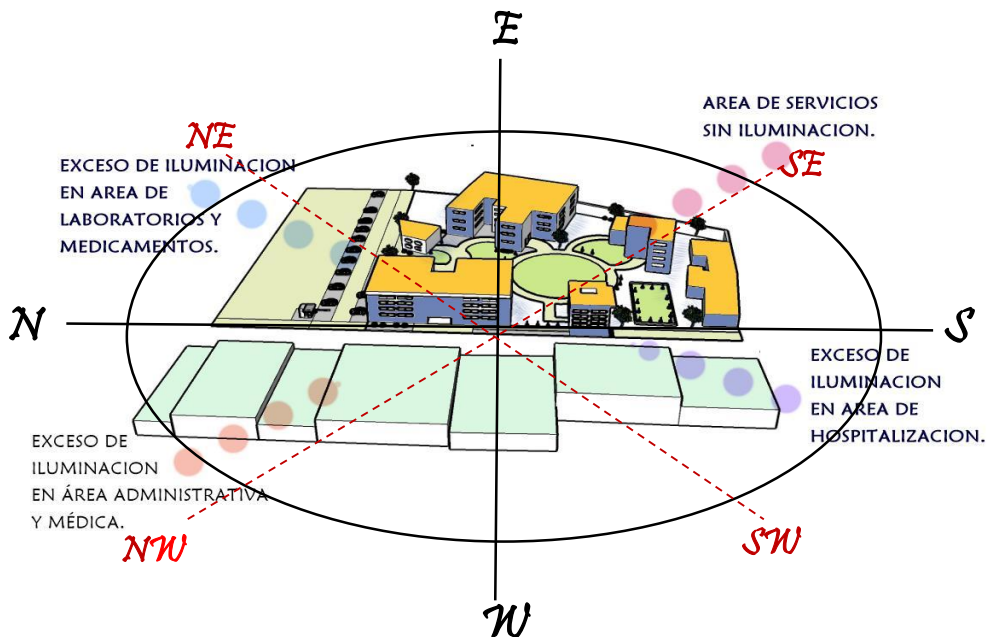 E
AREA DE SERVICIOS
SIN ILUMINACION.
NE
SE
EXCESO DE ILUMINACION
EN AREA DE
LABORATORIOS Y
MEDICAMENTOS.
N
S
EXCESO DE
ILUMINACION
EN AREA DE
HOSPITALIZACION.
EXCESO DE
ILUMINACION
EN ÁREA ADMINISTRATIVA
Y MÉDICA.
NW
SW
W